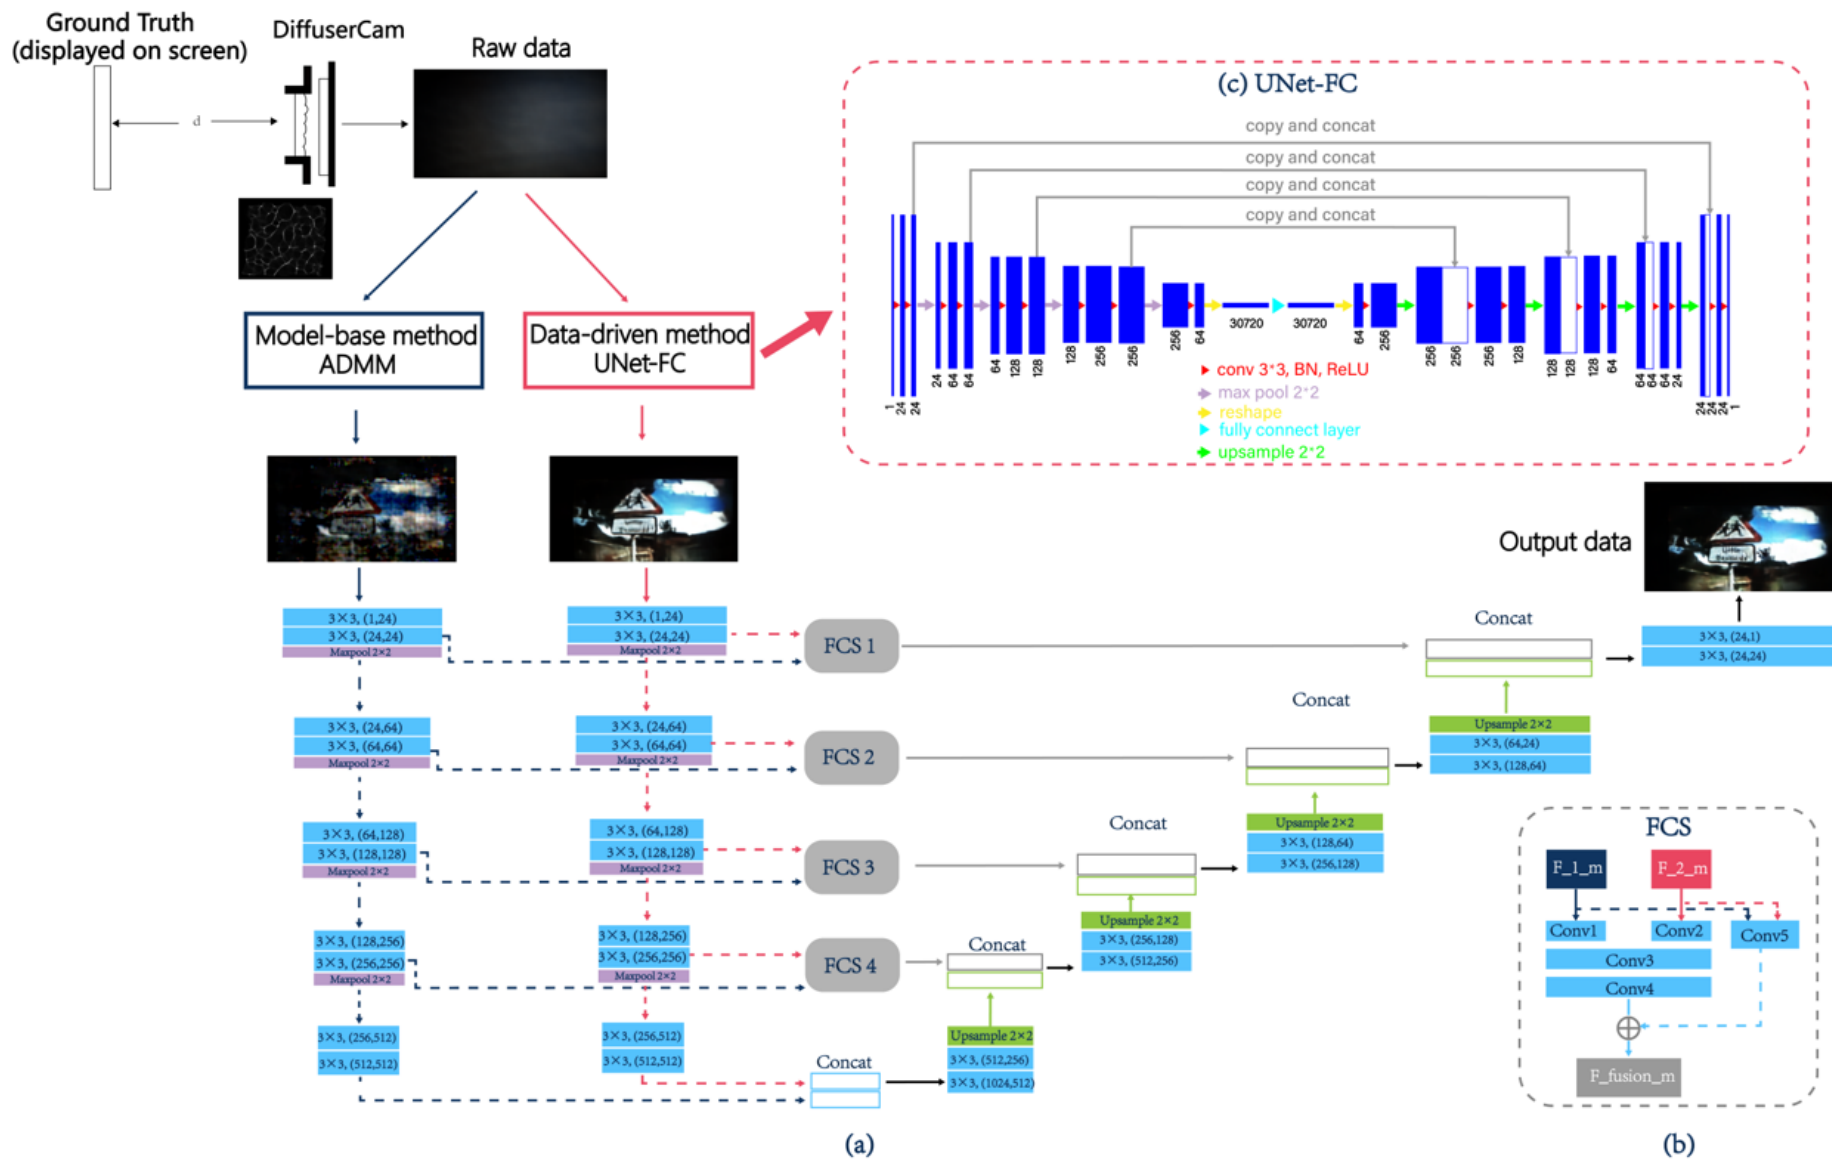 Ground Truth
(displayed on screen)
DiffuserCam
Raw data
d
Model-base method
ADMM
Data-driven method
UNet-FC
(c) UNet-FC
copy and concat
copy and concat
copy and concat
copy and concat
1 24 24
24 64 64
64 128 128
128 256 256
256 64
30720
30720
64 256
256 256 256 128
128 128 128 64
64 64 64 24
24 24 24 1
conv 3*3, BN, ReLU
max pool 2*2
reshape
fully connect layer
upsample 2*2
Output data
3×3, (1,24)
3×3, (24,24)
Maxpool 2×2
3×3, (24,64)
3×3, (64,64)
Maxpool 2×2
3×3, (64,128)
3×3, (128,128)
Maxpool 2×2
3×3, (128,256)
3×3, (256,256)
Maxpool 2×2
3×3, (256,512)
3×3, (512,512)
3×3, (1,24)
3×3, (24,24)
Maxpool 2×2
3×3, (24,64)
3×3, (64,64)
Maxpool 2×2
3×3, (64,128)
3×3, (128,128)
Maxpool 2×2
3×3, (128,256)
3×3, (256,256)
Maxpool 2×2
3×3, (256,512)
3×3, (512,512)
FCS 1
FCS 2
FCS 3
FCS 4
Concat
Upsample 2×2
3×3, (512,256)
3×3, (1024,512)
Concat
Upsample 2×2
3×3, (256,128)
3×3, (512,256)
Concat
Upsample 2×2
3×3, (128,64)
3×3, (256,128)
Concat
Upsample 2×2
3×3, (64,24)
3×3, (128,64)
Concat
3×3, (24,1)
3×3, (24,24)
FCS
F_1_m
F_2_m
Conv1
Conv2
Conv5
Conv3
Conv4
F_fusion_m
(a)
(b)